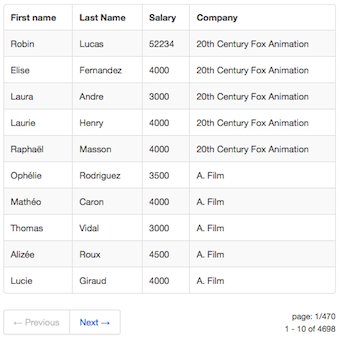 First name Last Name Salary Company
Robin Lucas 52234 20th Century Fox Animation
Elise Fernandez 4000 20th Century Fox Animation
Laura Andre 3000 20th Century Fox Animation
Laurie Henry 4000 20th Century Fox Animation
Raphaël Masson 4000 20th Century Fox Animation
Ophélie Rodriguez 3500 A. Film
Mathéo Caron 4000 A. Film
Thomas Vidal 3000 A. Film
Alizée Roux 4500 A. Film
Lucie Giraud 4000 A. Film
← Previous Next → page: 1/470
1 - 10 of 4698